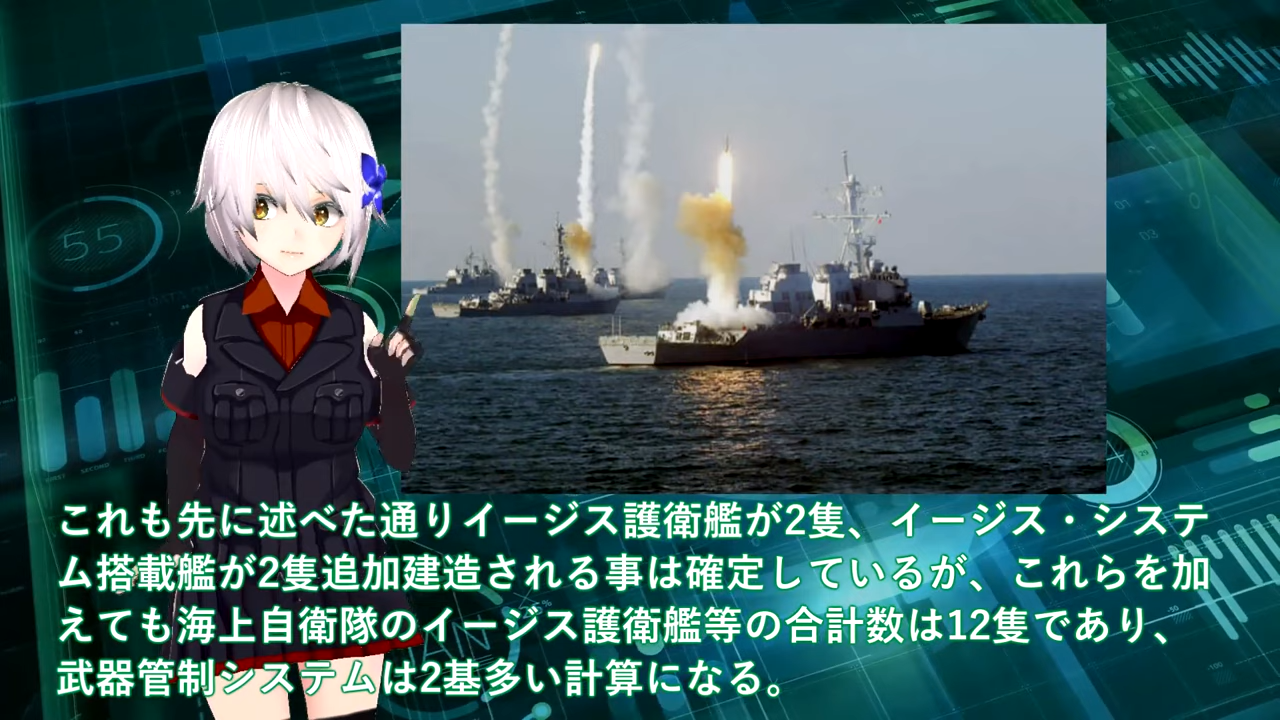 55
これも先に述べた通りイージス護衛艦が2隻、イージス・システ
ム搭載艦が2隻追加建造される事は確定しているが、これらを加
えても海上自衛隊のイージス護衛艦等の合計数は12隻であり、
武器管制システムは2基多い計算になる。